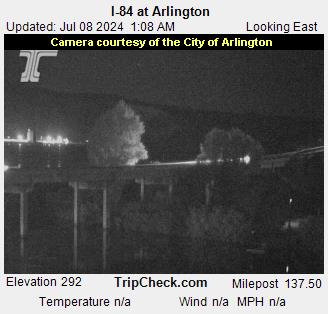 I-84 at Arlington
Updated: Jul 08 2024 1:08 AM Looking East
Camera courtesy of the City of Arlington
Elevation 292 TripCheck.com Milepost 137.50
Temperature n/a Wind n/a MPH n/a